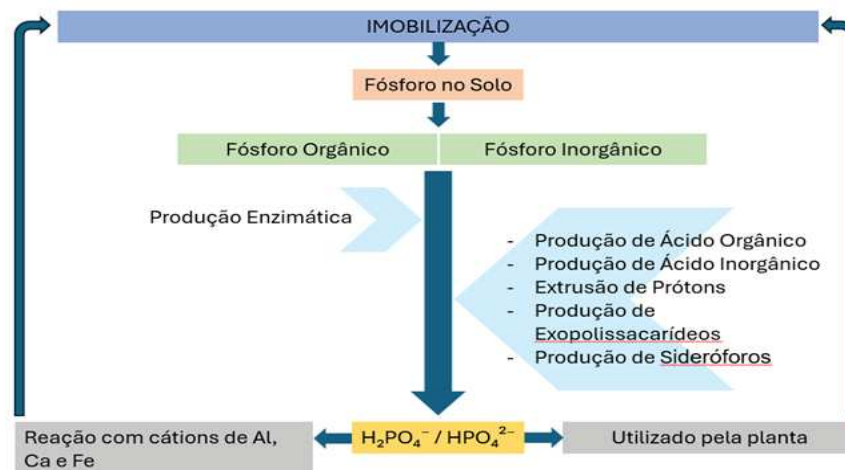 IMOBILIZAÇÃO
Fósforo no Solo
Fósforo Orgânico
Fósforo Inorgânico
Produção Enzimática
- Produção de Ácido Orgânico
- Produção de Ácido Inorgânico
- Extrusão de Prótons
- Produção de
Exopolissacarídeos
- Produção de Sideróforos
Reação com cátions de Al,
Ca e Fe
H₂PO₄⁻ / HPO₄²⁻
Utilizado pela planta